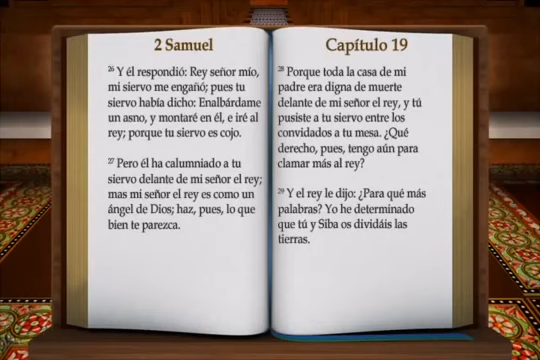 2 Samuel
26 Y él respondió: Rey señor mío,
mi siervo me engañó; pues tu
siervo había dicho: Enalbárdame
un asno, y montaré en él, e iré al
rey; porque tu siervo es cojo.
27 Pero él ha calumniado a tu
siervo delante de mi señor el rey;
mas mi señor el rey es como un
ángel de Dios; haz, pues, lo que
bien te parezca.
Capítulo 19
28 Porque toda la casa de mi
padre era digna de muerte
delante de mi señor el rey, y tú
pusiste a tu siervo entre los
convidados a tu mesa. ¿Qué
derecho, pues, tengo aún para
clamar más al rey?
29 Y el rey le dijo: ¿Para qué más
palabras? Yo he determinado
que tú y Siba os dividáis las
tierras.